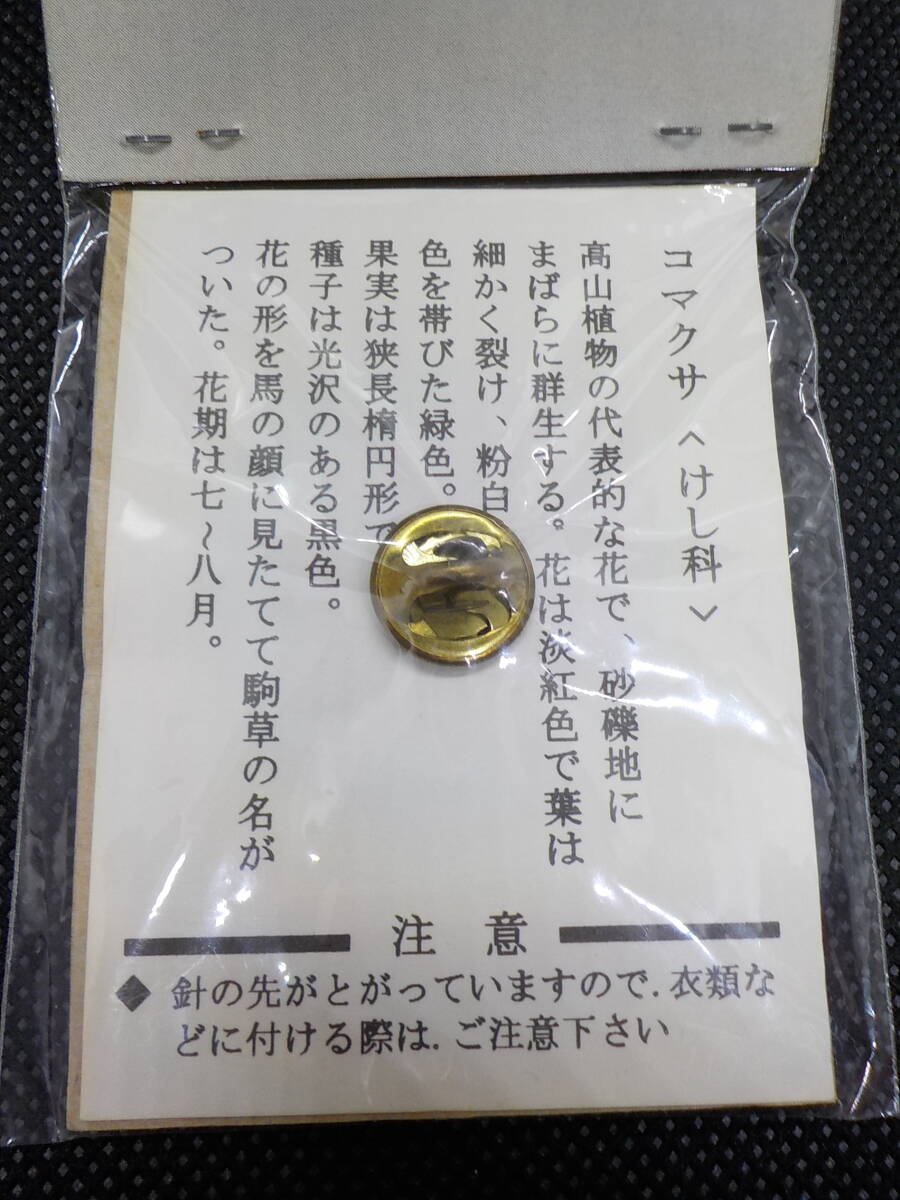 コマクサ〈けし科〉
高山植物の代表的な花で、砂礫地に
まばらに群生する。花は淡紅色で葉は
細かく裂け、粉白
色を帯びた緑色。
果実は狭長楕円形で
種子は光沢のある黒色。
花の形を馬の顔に見たてて駒草の名が
ついた。花期は七〜八月。
注意
◆ 針の先がとがっていますので.衣類な
どに付ける際は.ご注意下さい